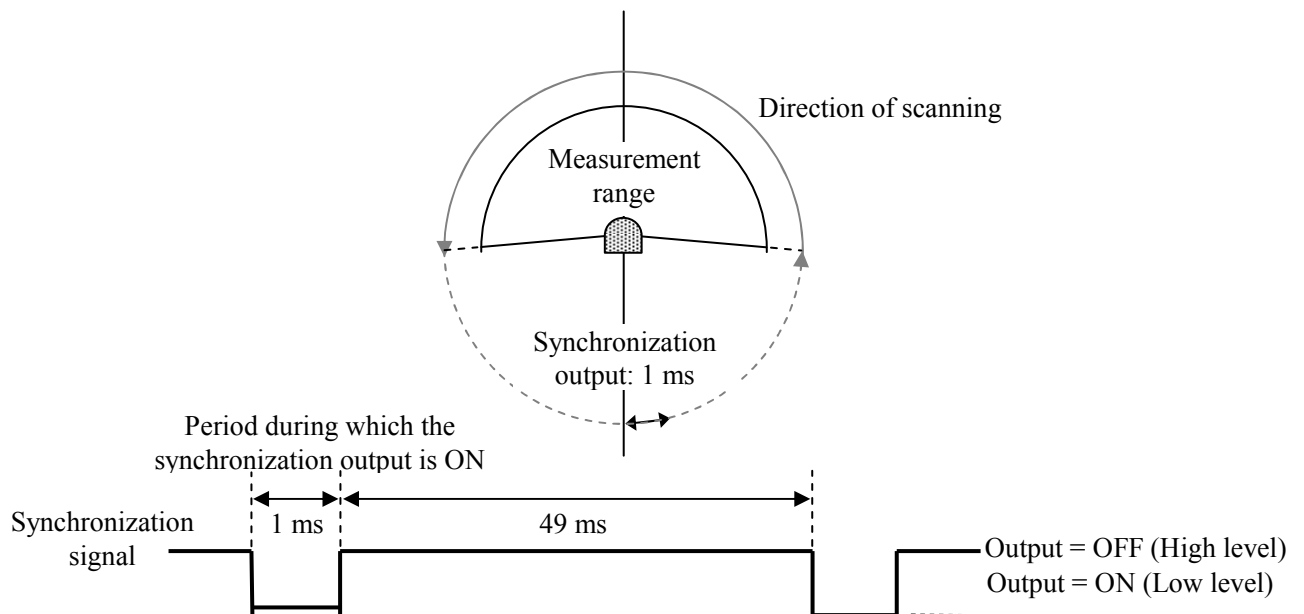 Direction of scanning
Measurement
range
Synchronization
output: 1 ms
Period during which the
synchronization output is ON
1 ms
49 ms
Synchronization
signal
Output = OFF (High level)
Output = ON (Low level)